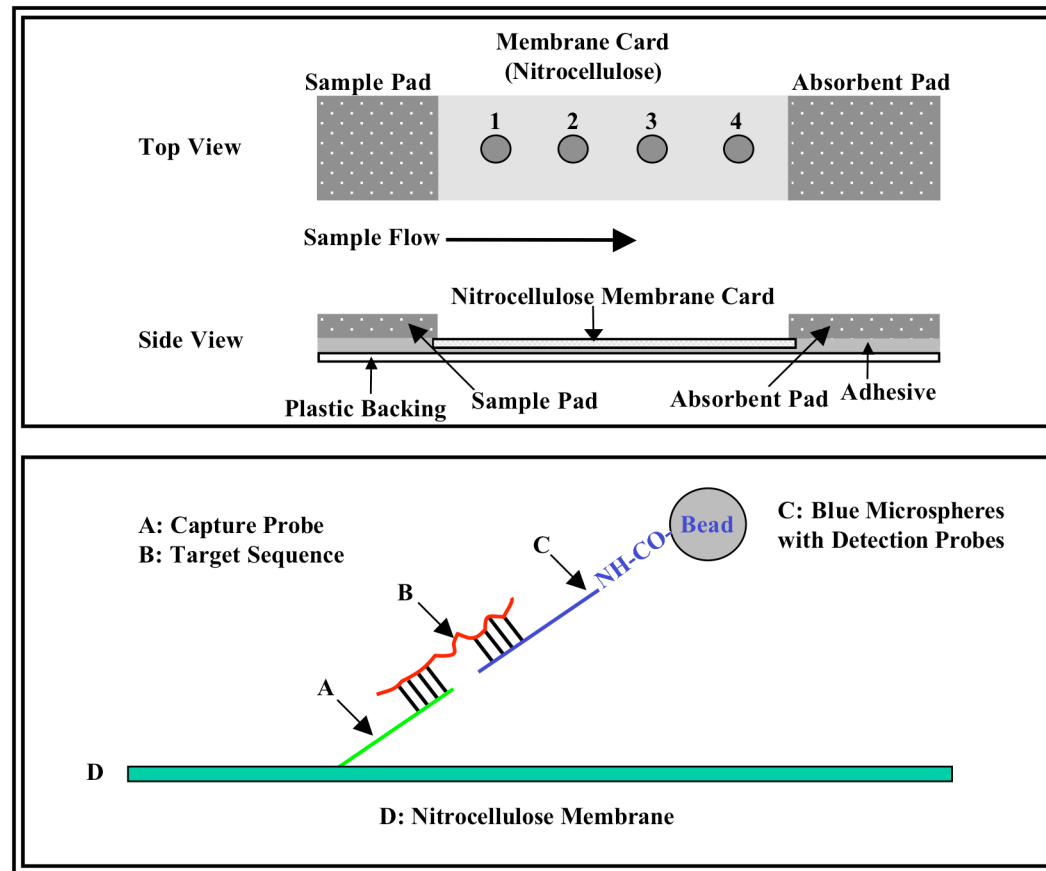 Membrane Card
(Nitrocellulose)
Sample Pad
Absorbent Pad
1 2 3 4
Top View
Sample Flow
Nitrocellulose Membrane Card
Side View
Plastic Backing
Sample Pad
Absorbent Pad
Adhesive
A: Capture Probe
B: Target Sequence
C: Blue Microspheres
with Detection Probes
Bead
NH-CO-
C
B
A
D
D: Nitrocellulose Membrane